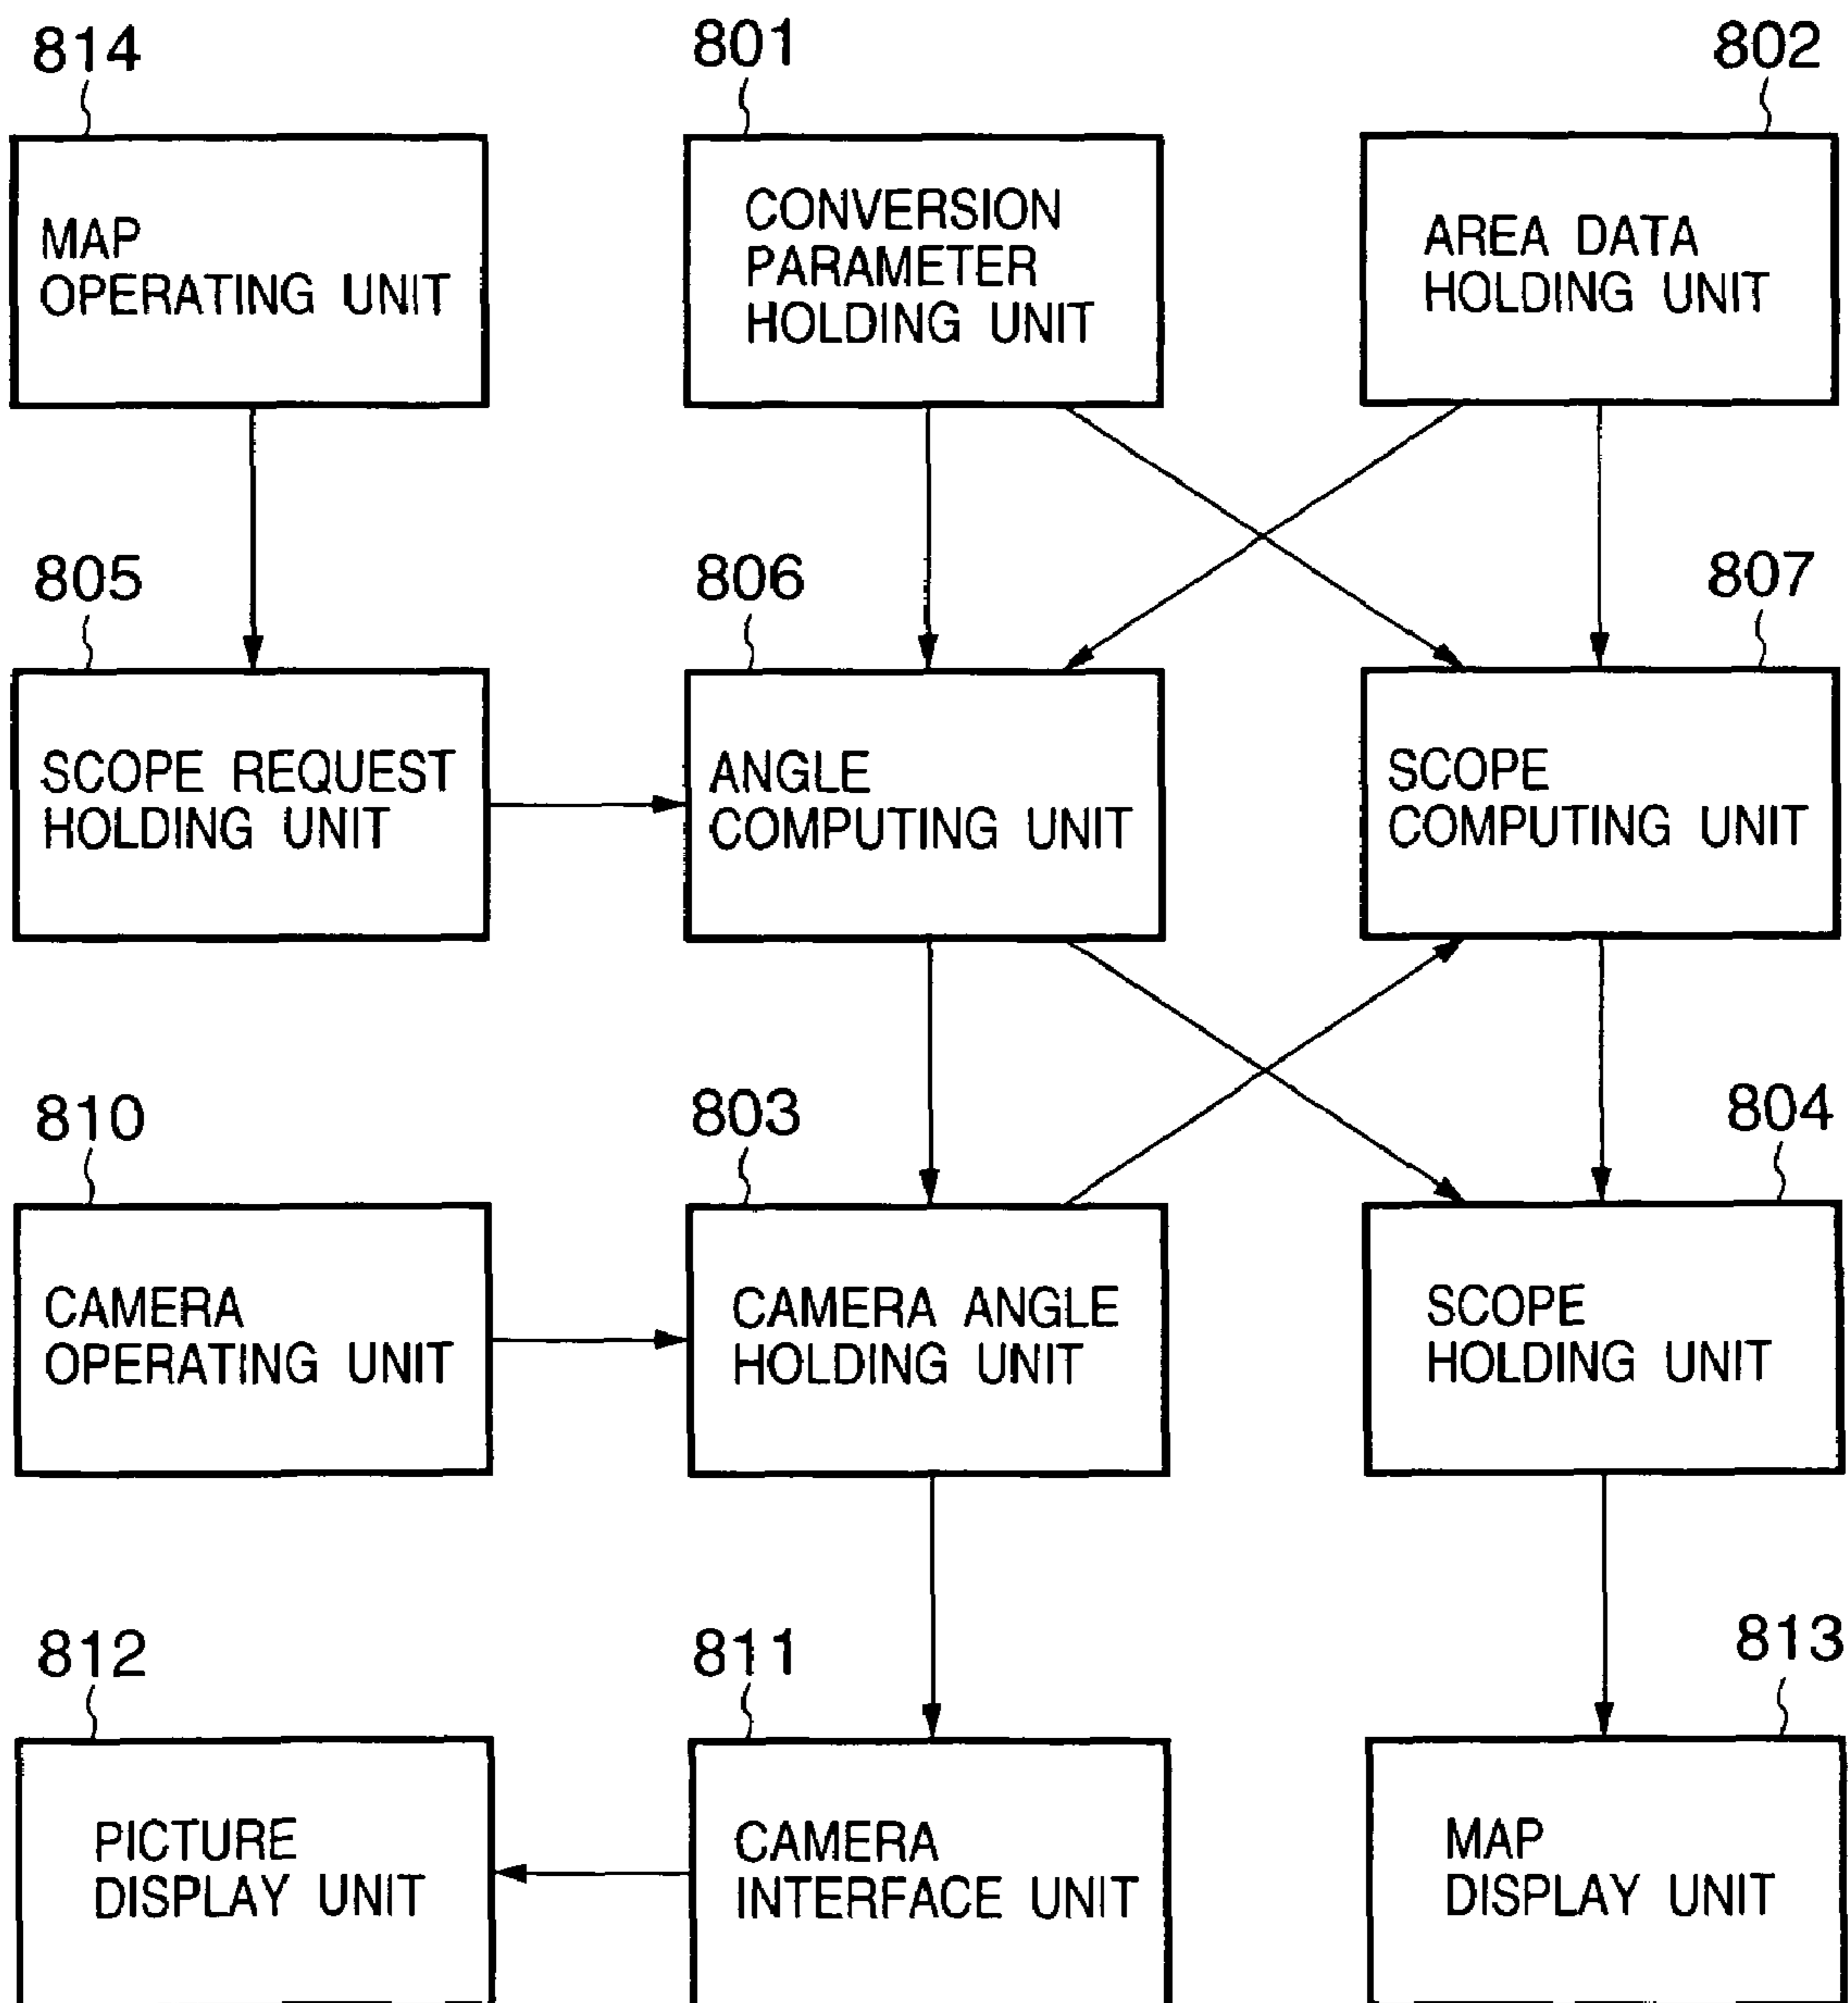 814
801
802
MAP
OPERATING UNIT
CONVERSION
PARAMETER
HOLDING UNIT
AREA DATA
HOLDING UNIT
805
806
807
SCOPE REQUEST
HOLDING UNIT
ANGLE
COMPUTING UNIT
SCOPE
COMPUTING UNIT
810
803
804
CAMERA
OPERATING UNIT
CAMERA ANGLE
HOLDING UNIT
SCOPE
HOLDING UNIT
812
811
813
PICTURE
DISPLAY UNIT
CAMERA
INTERFACE UNIT
MAP
DISPLAY UNIT